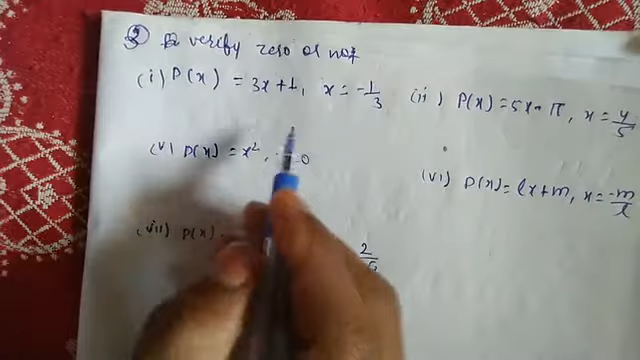 ③ verify zero or not
(i) P(x) = 3x+1, x = -1/3
(ii) P(x) = 5x - π, x = 4/5
(v) P(x) = x², = 0
(vi) P(x) = lx+m, x = -m/l
(vii) P(x)
2